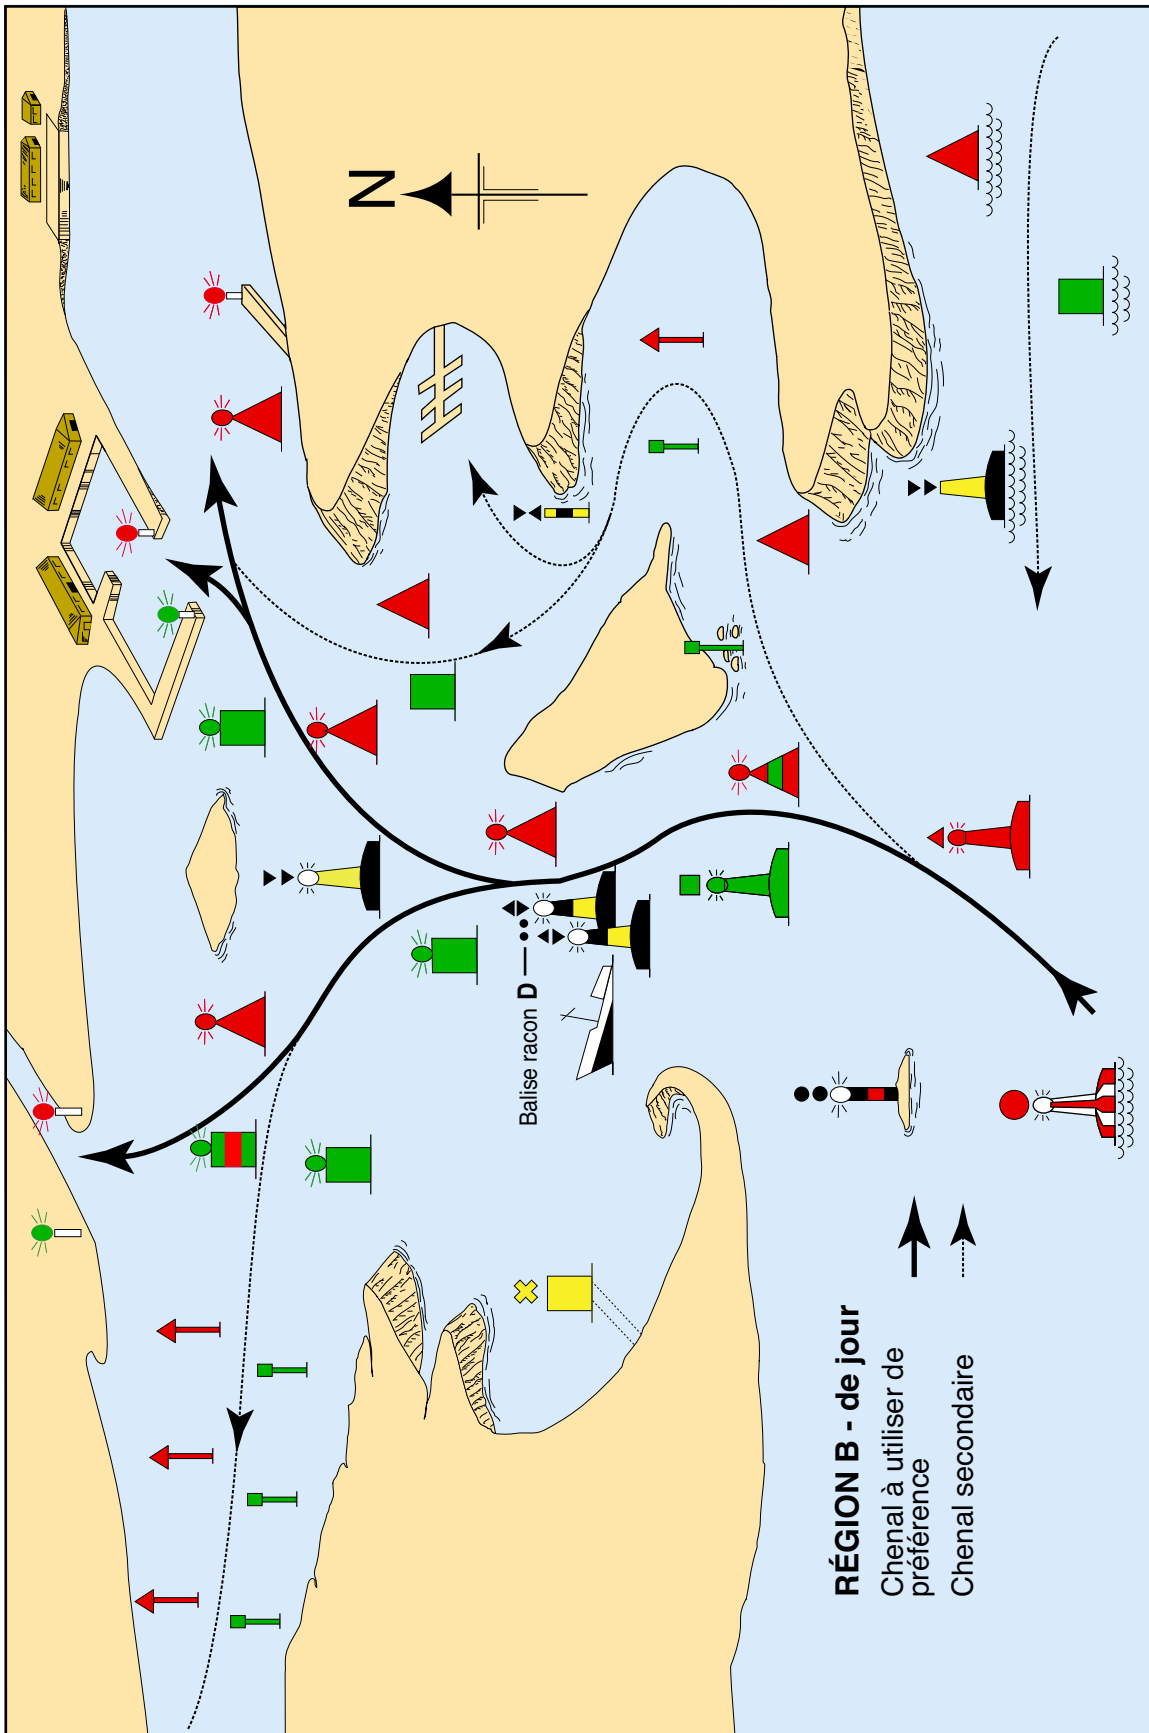 N
Balise racon D
RÉGION B - de jour
Chenal à utiliser de
préférence
Chenal secondaire